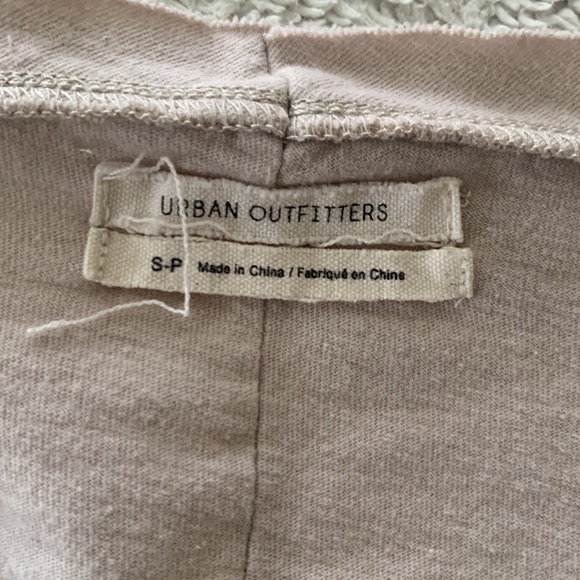 URBAN OUTFITTERS
S-P Made in China / Fabriqué en Chine